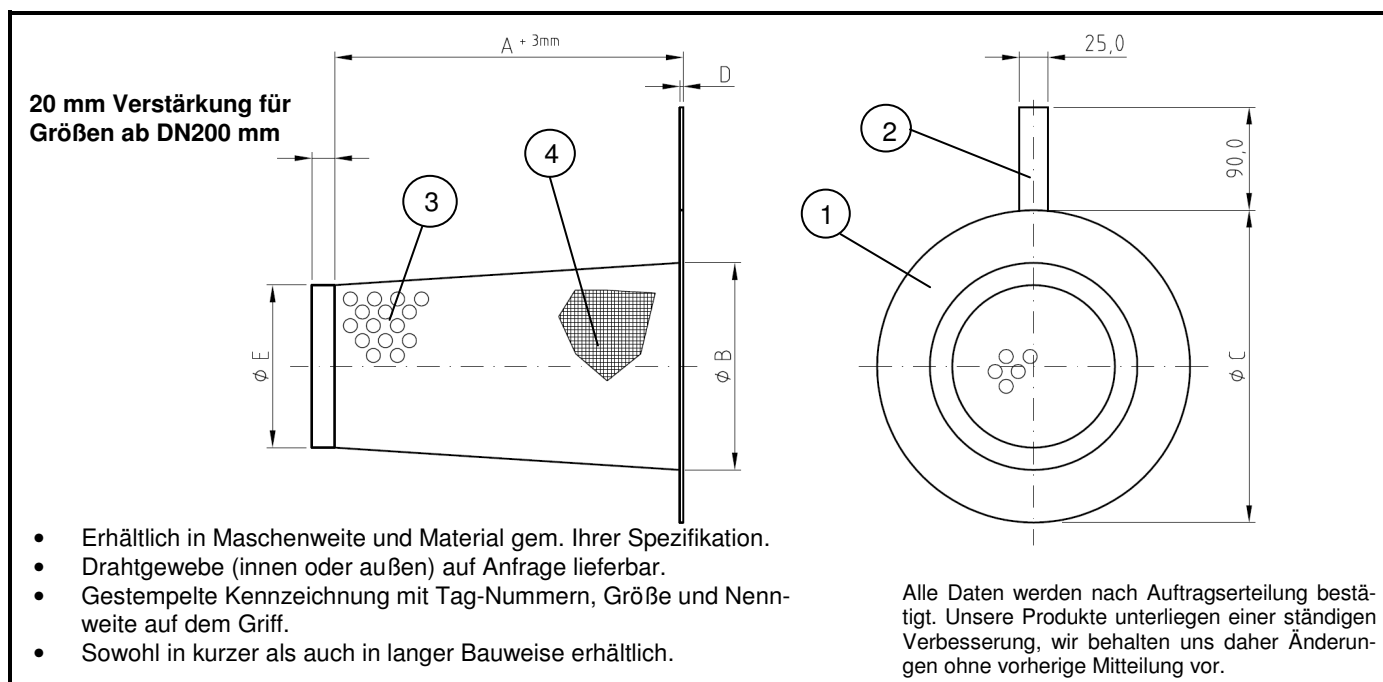 A + 3mm
D
25,0
20 mm Verstärkung für
Größen ab DN200 mm
2
90,0
4
3
1
ϕ E
ϕ B
ϕ C
• Erhältlich in Maschenweite und Material gem. Ihrer Spezifikation.
• Drahtgewebe (innen oder außen) auf Anfrage lieferbar.
• Gestempelte Kennzeichnung mit Tag-Nummern, Größe und Nenn-
weite auf dem Griff.
• Sowohl in kurzer als auch in langer Bauweise erhältlich.
Alle Daten werden nach Auftragserteilung bestä-
tigt. Unsere Produkte unterliegen einer ständigen
Verbesserung, wir behalten uns daher Änderun-
gen ohne vorherige Mitteilung vor.